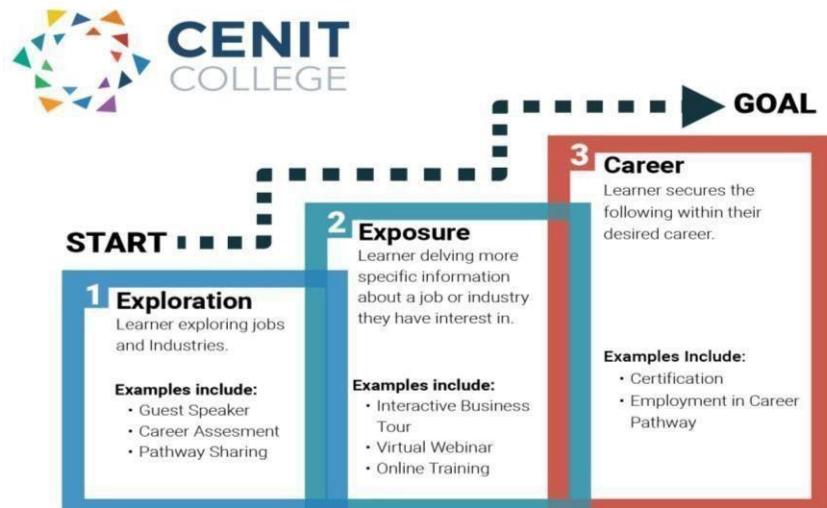 CENIT
COLLEGE
GOAL
START
1 Exploration
Learner exploring jobs
and Industries.
Examples include:
• Guest Speaker
• Career Assesment
• Pathway Sharing
2 Exposure
Learner delving more
specific information
about a job or industry
they have interest in.
Examples include:
• Interactive Business
Tour
• Virtual Webinar
• Online Training
3 Career
Learner secures the
following within their
desired career.
Examples Include:
• Certification
• Employment in Career
Pathway